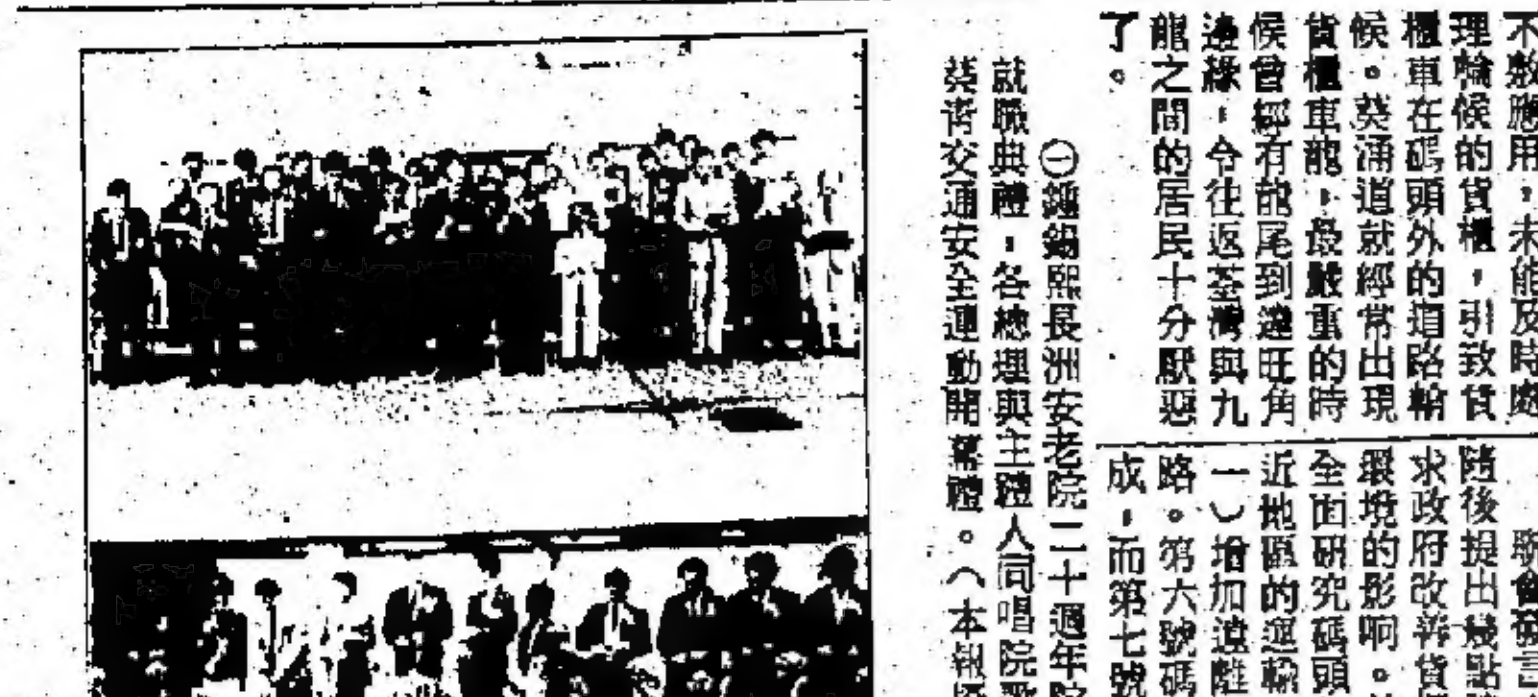 不敷應用，未能及時處
理輪候的貨櫃，引致貨
櫃車在碼頭外的道路輪
候。葵涌道就經常出現
貨櫃車龍，最嚴重的時
候曾經有龍尾到達旺角
邊緣，令往返荃灣與九
龍之間的居民十分厭惡
了。
隨後提出幾點
求政府改善貨
環境的影响。
全面研究碼頭
近地區的運輸
一）增加遠離
路。第六號碼
成，而第七號
㊀鍾錫熙長洲安老院二十週年院
就職典禮，各總理與主禮人同唱院歌
葵青交通安全運動開幕禮。（本報